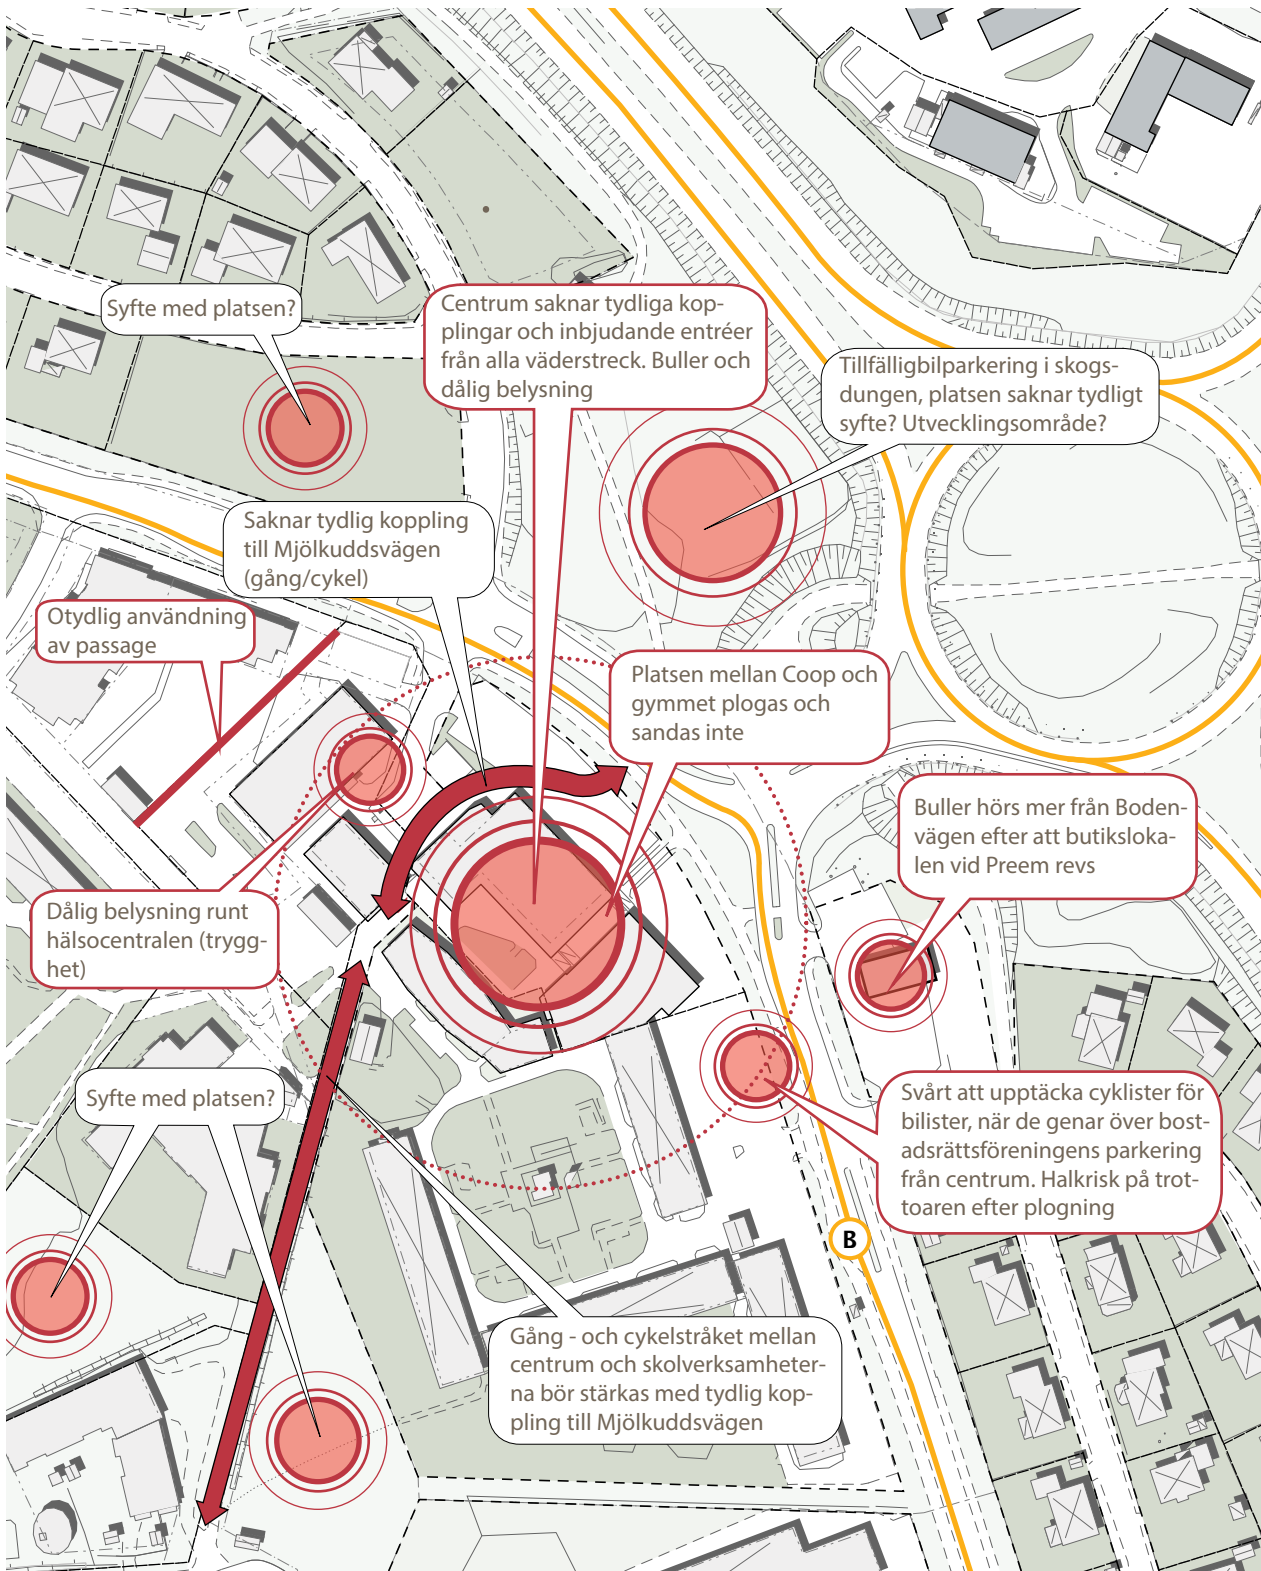 Syfte med platsen?
Centrum saknar tydliga kop-
plingar och inbjudande entréer
från alla väderstreck. Buller och
dålig belysning
Tillfälligbilparkering i skogs-
dungen, platsen saknar tydligt
syfte? Utvecklingsområde?
Saknar tydlig koppling
till Mjölkuddsvägen
(gång/cykel)
Otydlig användning
av passage
Platsen mellan Coop och
gymmet plogas och
sandas inte
Buller hörs mer från Boden-
vägen efter att butikslokа-
len vid Preem revs
Dålig belysning runt
hälsocentralen (trygg-
het)
Syfte med platsen?
Svårt att upptäcka cyklister för
bilister, när de genar över bost-
adsrättsföreningens parkering
från centrum. Halkrisk på trot-
toaren efter plogning
B
Gång - och cykelstråket mellan
centrum och skolverksamheter-
na bör stärkas med tydlig kop-
pling till Mjölkuddsvägen